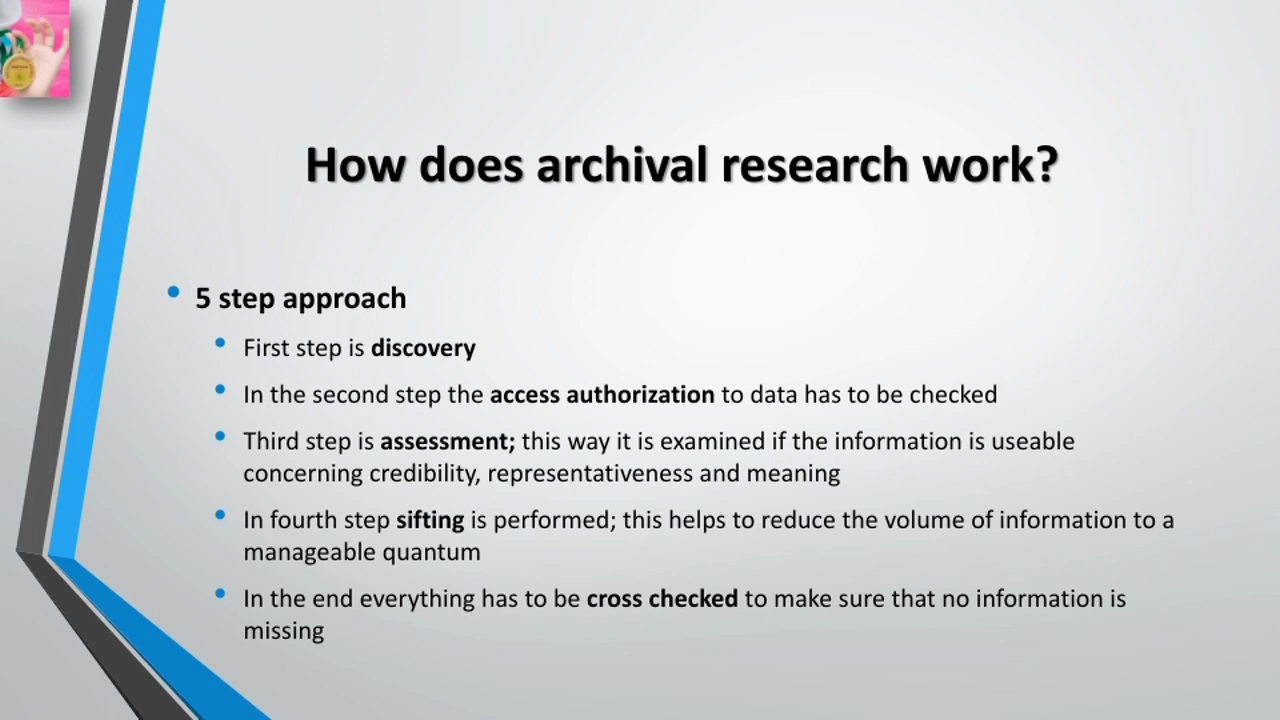 How does archival research work?
5 step approach
First step is discovery
In the second step the access authorization to data has to be checked
Third step is assessment; this way it is examined if the information is useable
concerning credibility, representativeness and meaning
In fourth step sifting is performed; this helps to reduce the volume of information to a
manageable quantum
In the end everything has to be cross checked to make sure that no information is
missing